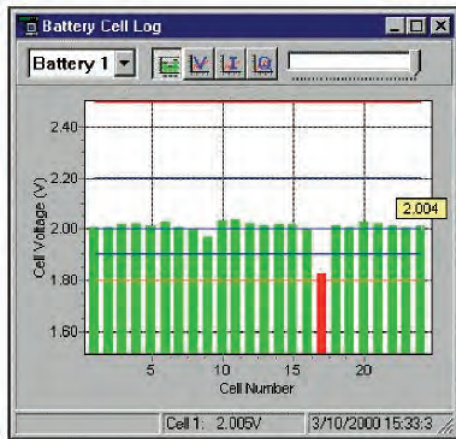 Battery Cell Log
Battery 1
V I
2.40
2.20
2.004
2.00
1.80
1.60
Cell Voltage (V)
5 10 15 20
Cell Number
Cell 1: 2.005V 3/10/2000 15:33:3